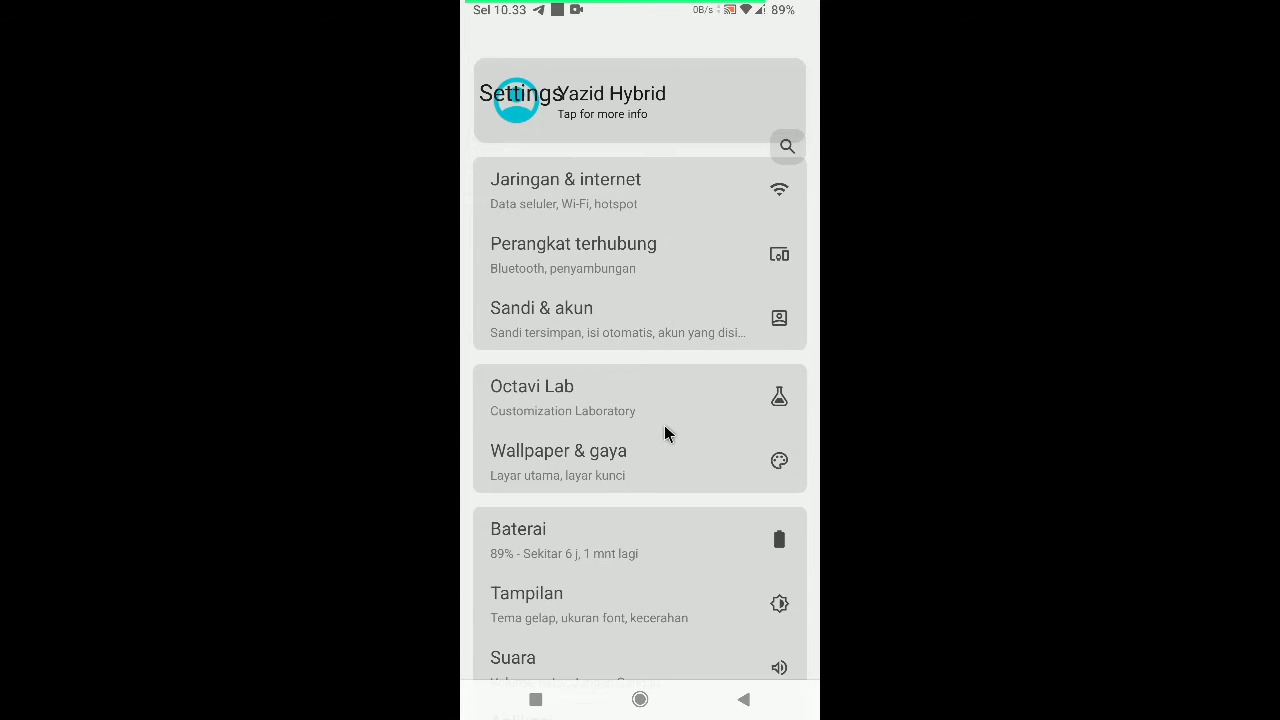 Sel 10.33 0B/s 89%
Settings
Yazid Hybrid
Tap for more info
Jaringan & internet
Data seluler, Wi-Fi, hotspot
Perangkat terhubung
Bluetooth, penyambungan
Sandi & akun
Sandi tersimpan, isi otomatis, akun yang disi…
Octavi Lab
Customization Laboratory
Wallpaper & gaya
Layar utama, layar kunci
Baterai
89% - Sekitar 6 j, 1 mnt lagi
Tampilan
Tema gelap, ukuran font, kecerahan
Suara